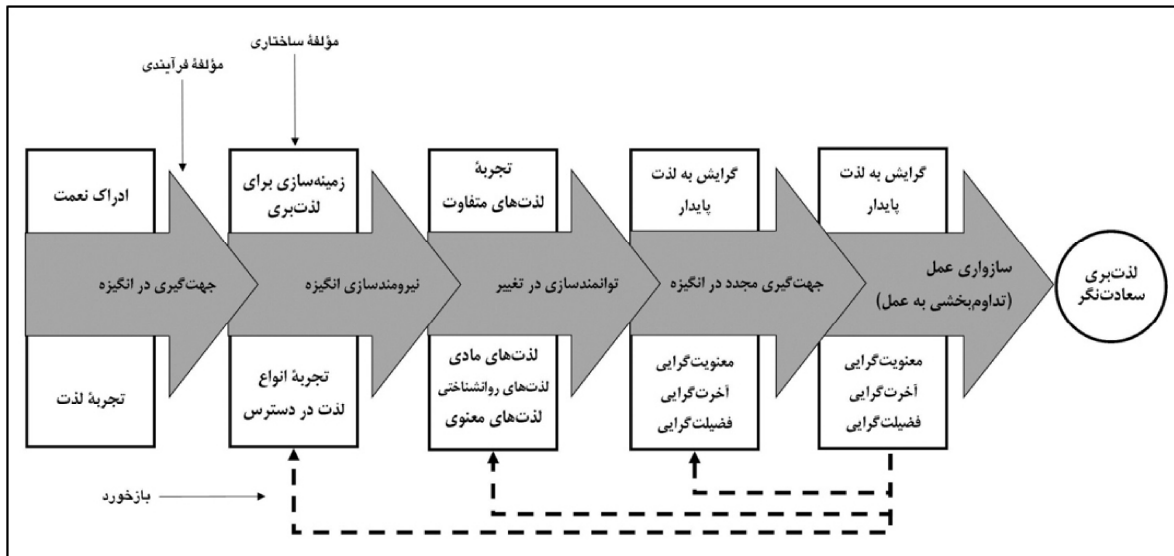 مؤلفهٔ ساختاری
مؤلفهٔ فرآیندی
ادراک نعمت
جهت‌گیری در انگیزه
تجربهٔ لذت
زمینه‌سازی برای
لذت‌بری
نیرومندسازی انگیزه
تجربهٔ انواع
لذت در دسترس
تجربهٔ
لذت‌های متفاوت
توانمندسازی در تغییر
لذت‌های مادی
لذت‌های روانشناختی
لذت‌های معنوی
گرایش به لذت
پایدار
جهت‌گیری مجدد در انگیزه
معنویت‌گرایی
آخرت‌گرایی
فضیلت‌گرایی
گرایش به لذت
پایدار
سازواری عمل
(تداوم‌بخشی به عمل)
معنویت‌گرایی
آخرت‌گرایی
فضیلت‌گرایی
لذت‌بری
سعادت‌نگر
بازخورد